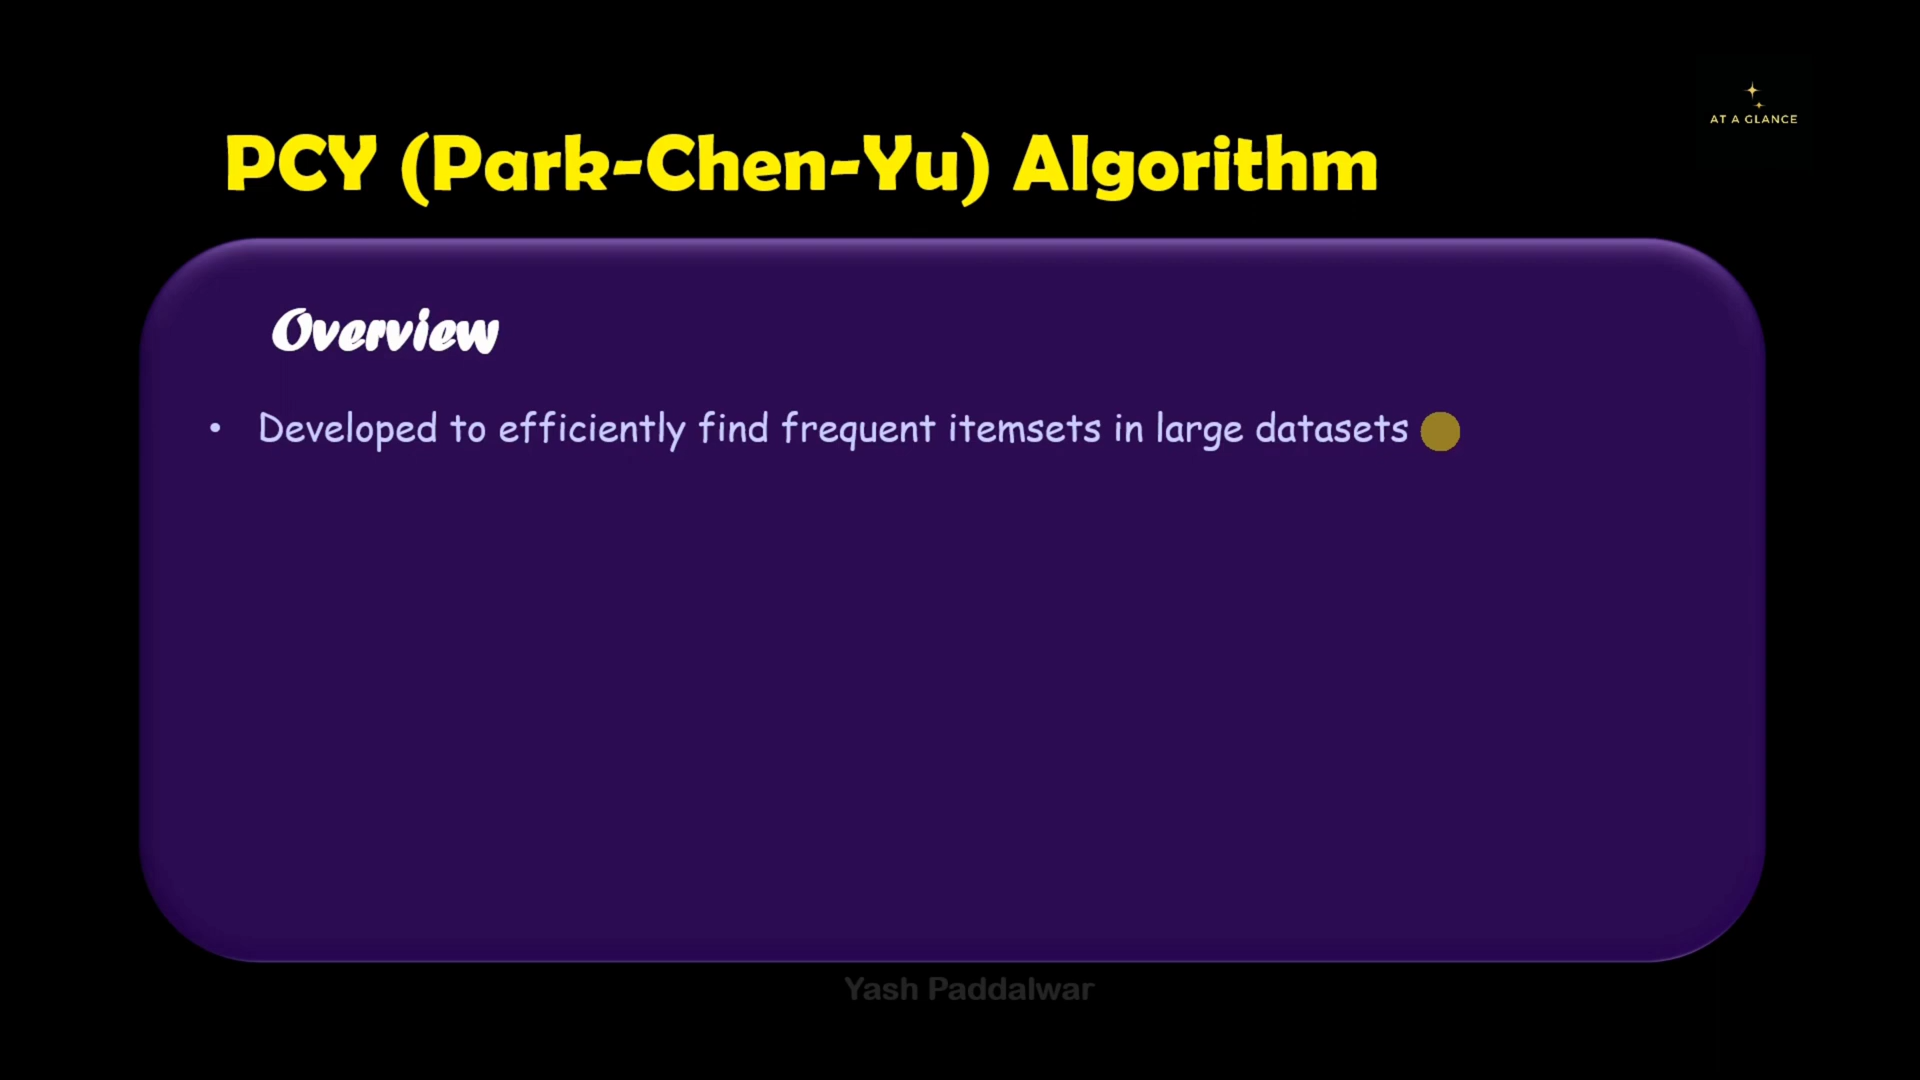 AT A GLANCE
PCY (Park-Chen-Yu) Algorithm
Overview
• Developed to efficiently find frequent itemsets in large datasets
Yash Paddalwar